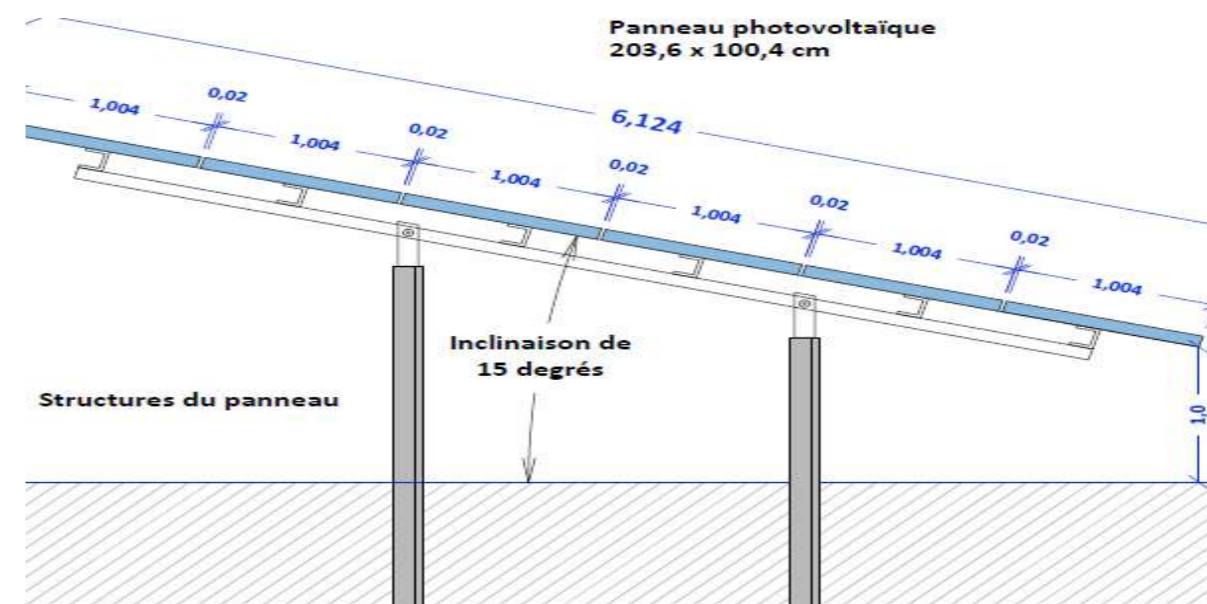 Panneau photovoltaïque
203,6 x 100,4 cm
6,124
1,004
0,02
1,004
0,02
1,004
0,02
1,004
0,02
1,004
0,02
1,004
Inclinaison de
15 degrés
Structures du panneau
1,0